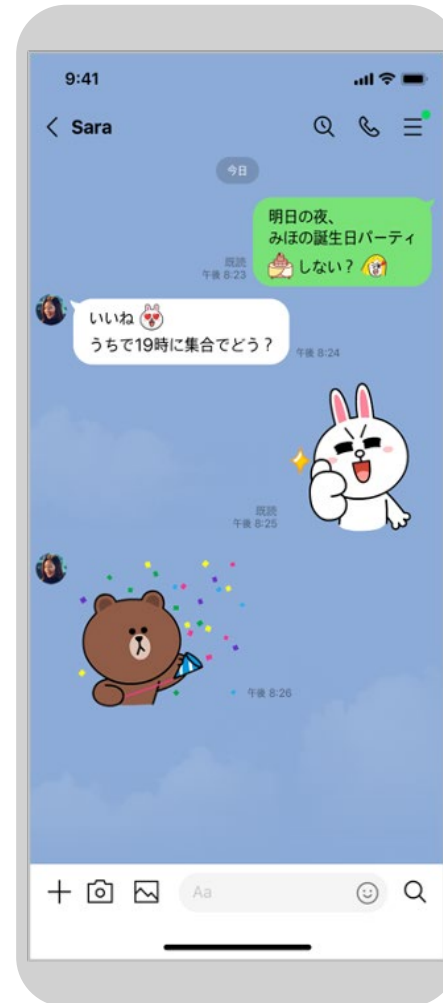 9:41
Sara
今日
明日の夜、
みほの誕生日パーティ
しない？
既読
午後 8:23
いいね
うちで19時に集合でどう？
午後 8:24
既読
午後 8:25
午後 8:26
Aa